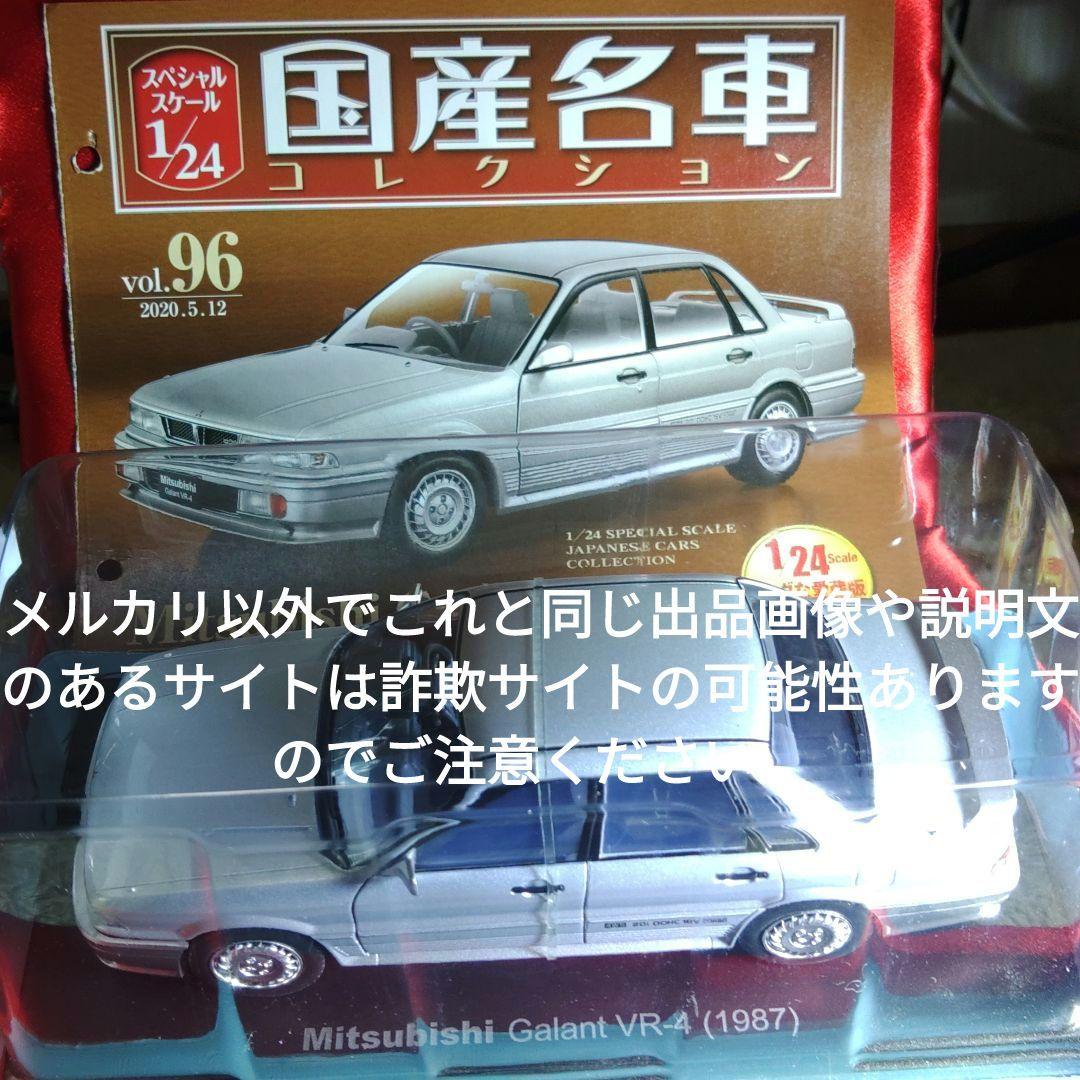 スペシャル
スケール
1/24
国産名車
コレクション
vol.96
2020.5.12
Mitsubishi
Galant VR-4
1/24 SPECIAL SCALE
JAPANESE CARS
COLLECTION
1/24 Scale
メルカリ以外でこれと同じ出品画像や説明文
のあるサイトは詐欺サイトの可能性あります
のでご注意ください
Mitsubishi
Mitsubishi Galant VR-4 (1987)